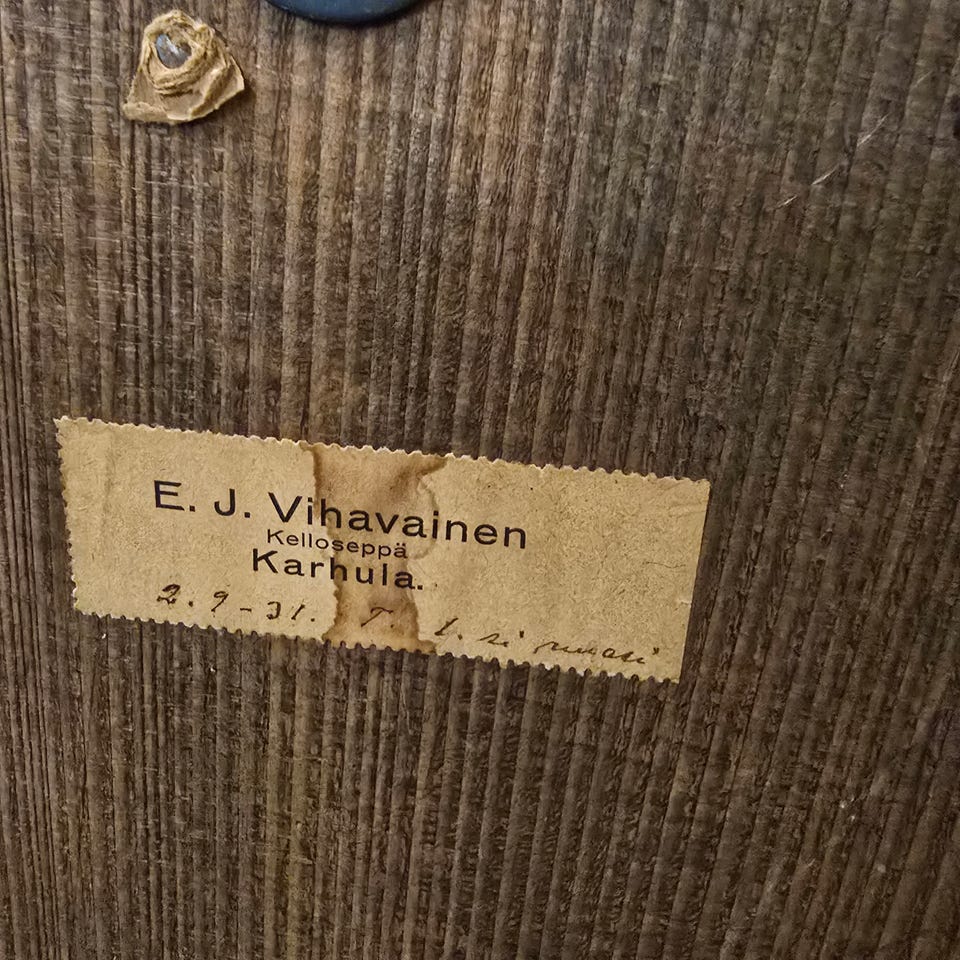 E. J. Vihavainen
Kelloseppä
Karhula.
2.9-31. T.